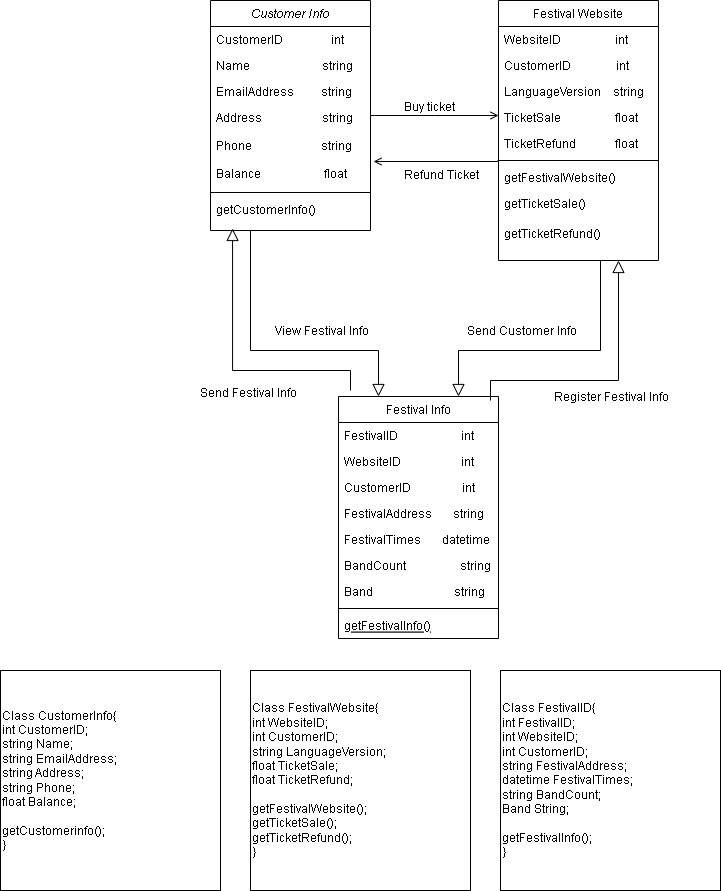 Customer Info
CustomerID int
Name string
EmailAddress string
Address string
Phone string
Balance float
getCustomerInfo()
Festival Website
WebsiteID int
CustomerID int
LanguageVersion string
TicketSale float
TicketRefund float
getFestivalWebsite()
getTicketSale()
getTicketRefund()
Buy ticket
Refund Ticket
View Festival Info
Send Customer Info
Send Festival Info
Register Festival Info
Festival Info
FestivalID int
WebsiteID int
CustomerID int
FestivalAddress string
FestivalTimes datetime
BandCount string
Band string
getFestivalInfo()
Class CustomerInfo{
int CustomerID;
string Name;
string EmailAddress;
string Address;
string Phone;
float Balance;
getCustomerinfo();
}
Class FestivalWebsite{
int WebsiteID;
int CustomerID;
string LanguageVersion;
float TicketSale;
float TicketRefund;
getFestivalWebsite();
getTicketSale();
getTicketRefund();
}
Class FestivalID{
int FestivalID;
int WebsiteID;
int CustomerID;
string FestivalAddress;
datetime FestivalTimes;
string BandCount;
Band String;
getFestivalInfo();
}